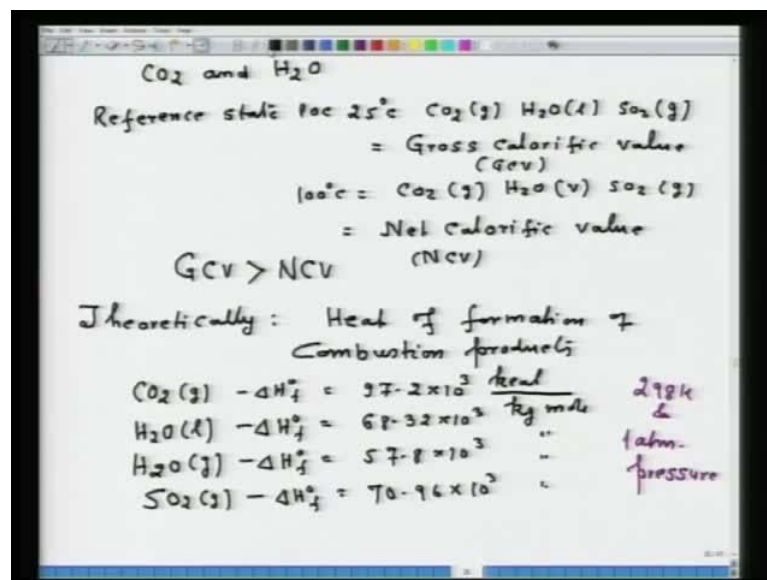 CO2 and H2O
Reference state POC 25°C CO2 (g) H2O (l) SO2 (g)
= Gross Calorific value
(GCV)
100°C = CO2 (g) H2O (v) SO2 (g)
= Net Calorific value
(NCV)
GCV > NCV
Theoretically : Heat of formation of
Combustion products
CO2 (g) -ΔH°f = 97.2 × 10³ kcal / kg mole
H2O (l) -ΔH°f = 68.32 × 10³ "
H2O (g) -ΔH°f = 57.8 × 10³ "
SO2 (g) -ΔH°f = 70.96 × 10³ "
298K
&
1 atm.
pressure